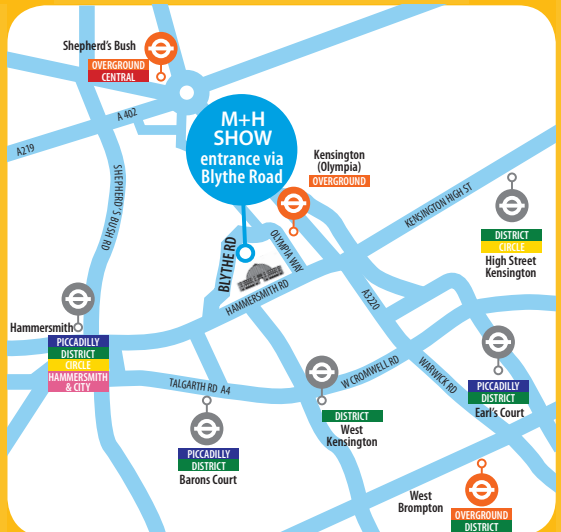 Shepherd's Bush
OVERGROUND
CENTRAL
A 402
A219
M+H
SHOW
entrance via
Blythe Road
Kensington
(Olympia)
OVERGROUND
SHEPHERD'S BUSH RD
KENSINGTON HIGH ST
DISTRICT
CIRCLE
High Street
Kensington
BLYTHE RD
OLYMPIA WAY
HAMMERSMITH RD
A3220
Hammersmith
PICCADILLY
DISTRICT
CIRCLE
HAMMERSMITH
& CITY
TALGARTH RD A4
W CROMWELL RD
WARWICK RD
PICCADILLY
DISTRICT
Earl's Court
DISTRICT
West
Kensington
PICCADILLY
DISTRICT
Barons Court
West
Brompton
OVERGROUND
DISTRICT